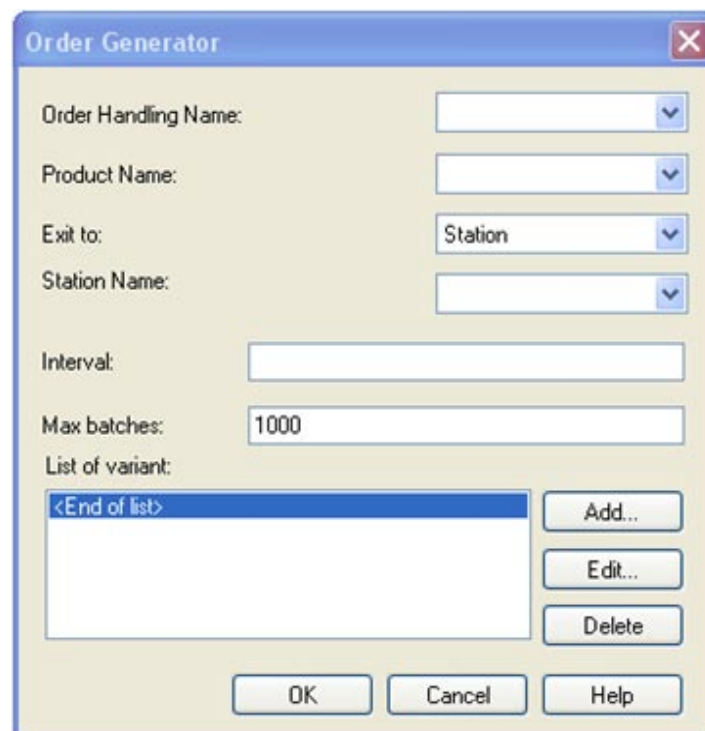 Order Generator
Order Handling Name:
Product Name:
Exit to: Station
Station Name:
Interval:
Max batches: 1000
List of variant:
<End of list>
Add...
Edit...
Delete
OK Cancel Help